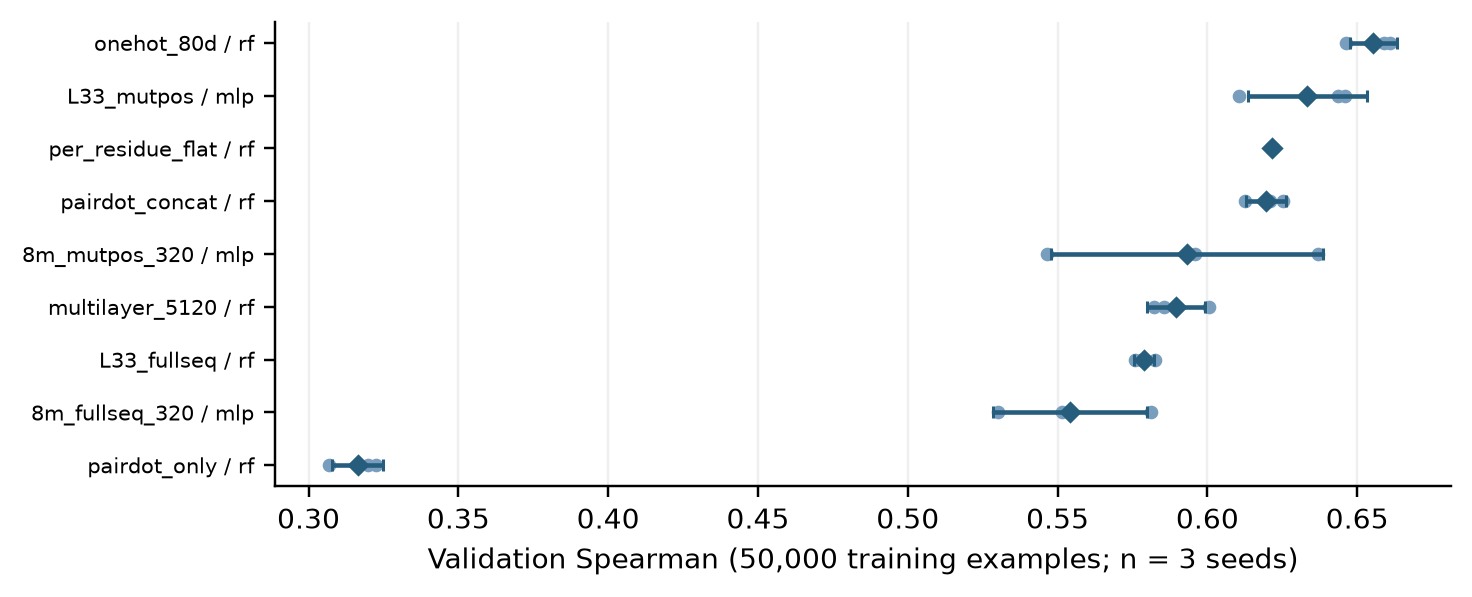 onehot_80d / rf
L33_mutpos / mlp
per_residue_flat / rf
pairdot_concat / rf
8m_mutpos_320 / mlp
multilayer_5120 / rf
L33_fullseq / rf
8m_fullseq_320 / mlp
pairdot_only / rf
0.30 0.35 0.40 0.45 0.50 0.55 0.60 0.65
Validation Spearman (50,000 training examples; n = 3 seeds)